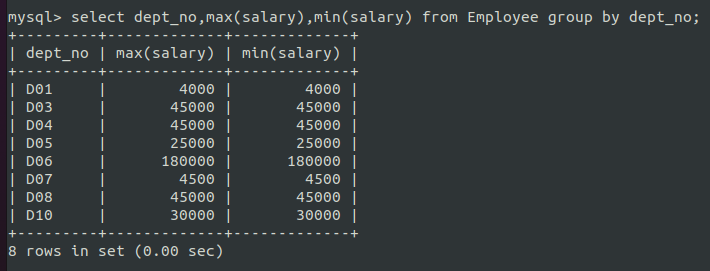 mysql> select dept_no,max(salary),min(salary) from Employee group by dept_no;
+---------+-------------+-------------+
| dept_no | max(salary) | min(salary) |
+---------+-------------+-------------+
| D01     |        4000 |        4000 |
| D03     |       45000 |       45000 |
| D04     |       45000 |       45000 |
| D05     |       25000 |       25000 |
| D06     |      180000 |      180000 |
| D07     |        4500 |        4500 |
| D08     |       45000 |       45000 |
| D10     |       30000 |       30000 |
+---------+-------------+-------------+
8 rows in set (0.00 sec)